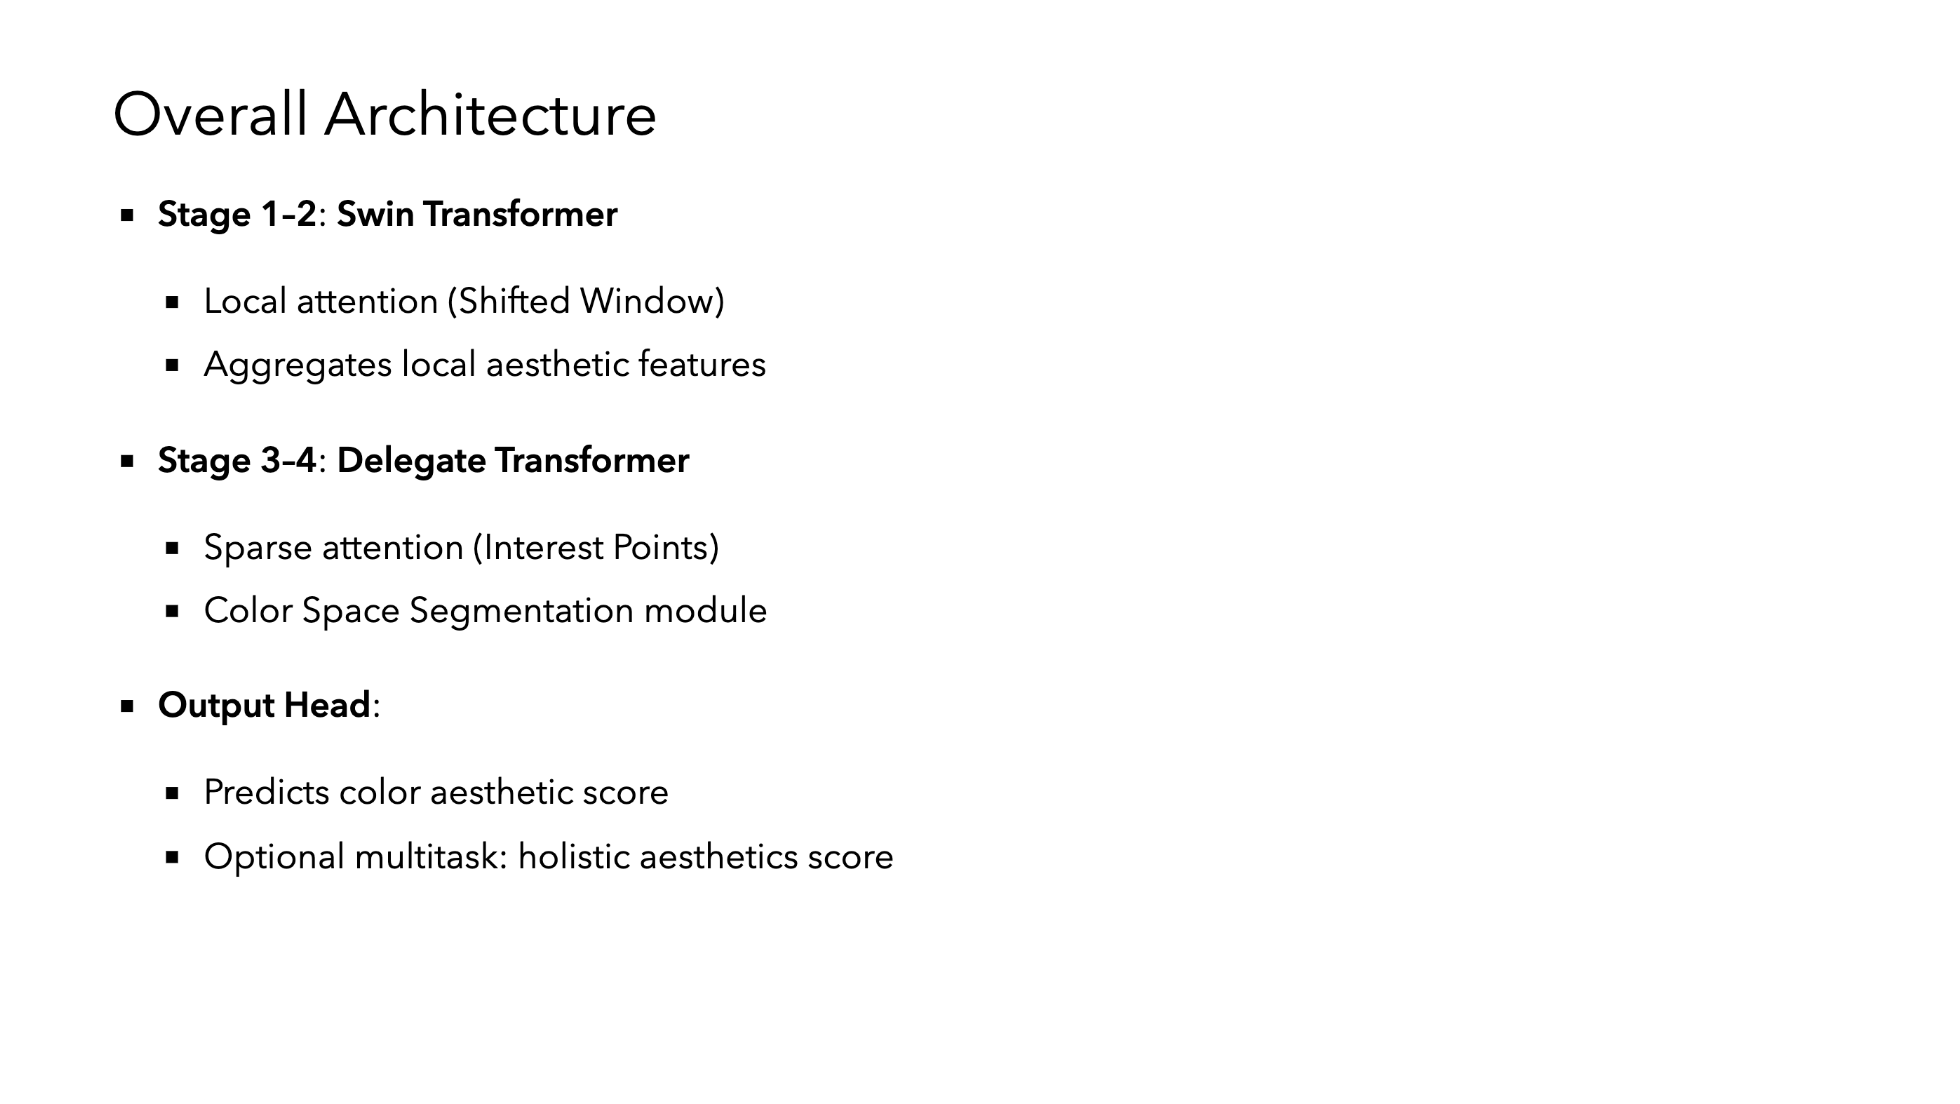 Overall Architecture
▪ Stage 1–2: Swin Transformer
▪ Local attention (Shifted Window)
▪ Aggregates local aesthetic features
▪ Stage 3–4: Delegate Transformer
▪ Sparse attention (Interest Points)
▪ Color Space Segmentation module
▪ Output Head:
▪ Predicts color aesthetic score
▪ Optional multitask: holistic aesthetics score